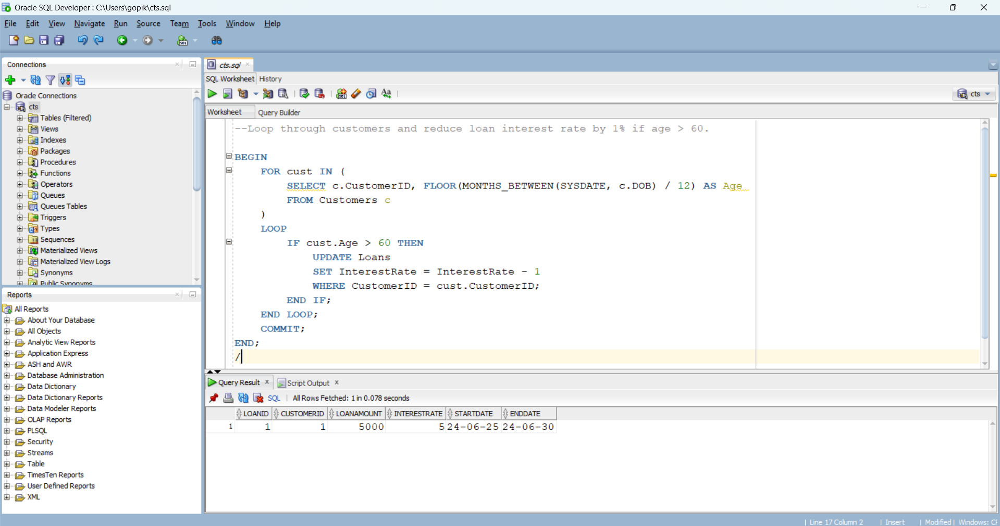 Oracle SQL Developer : C:\Users\gopik\cts.sql
File Edit View Navigate Run Source Team Tools Window Help
Connections
Oracle Connections
cts
Tables (Filtered)
Views
Indexes
Packages
Procedures
Functions
Operators
Queues
Queues Tables
Triggers
Types
Sequences
Materialized Views
Materialized View Logs
Synonyms
Public Synonyms
Reports
All Reports
About Your Database
All Objects
Analytic View Reports
Application Express
ASH and AWR
Database Administration
Data Dictionary
Data Dictionary Reports
Data Modeler Reports
OLAP Reports
PLSQL
Security
Streams
Table
TimesTen Reports
User Defined Reports
XML
cts.sql
SQL Worksheet History
cts
Worksheet Query Builder
--Loop through customers and reduce loan interest rate by 1% if age > 60.
BEGIN
FOR cust IN (
SELECT c.CustomerID, FLOOR(MONTHS_BETWEEN(SYSDATE, c.DOB) / 12) AS Age
FROM Customers c
)
LOOP
IF cust.Age > 60 THEN
UPDATE Loans
SET InterestRate = InterestRate - 1
WHERE CustomerID = cust.CustomerID;
END IF;
END LOOP;
COMMIT;
END;
/
Query Result Script Output
SQL | All Rows Fetched: 1 in 0.078 seconds
LOANID CUSTOMERID LOANAMOUNT INTERESTRATE STARTDATE ENDDATE
1 1 1 5000 5 24-06-25 24-06-30
| Line 17 Column 2 | Insert | Modified | Windows: C